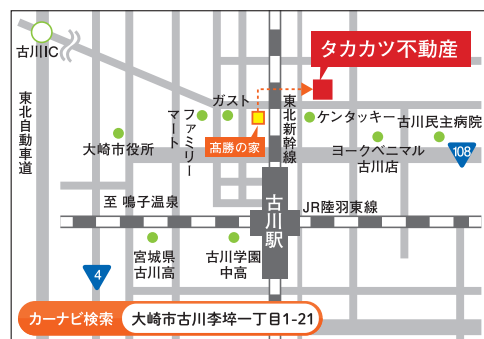 古川IC
東北自動車道
タカカツ不動産
ガスト
ファミリー
マート
髙勝の家
東北新幹線
ケンタッキー
古川民主病院
大崎市役所
ヨークベニマル
古川店
108
至 鳴子温泉
古川駅
JR陸羽東線
宮城県
古川高
古川学園
中高
4
カーナビ検索
大崎市古川李埣一丁目1-21